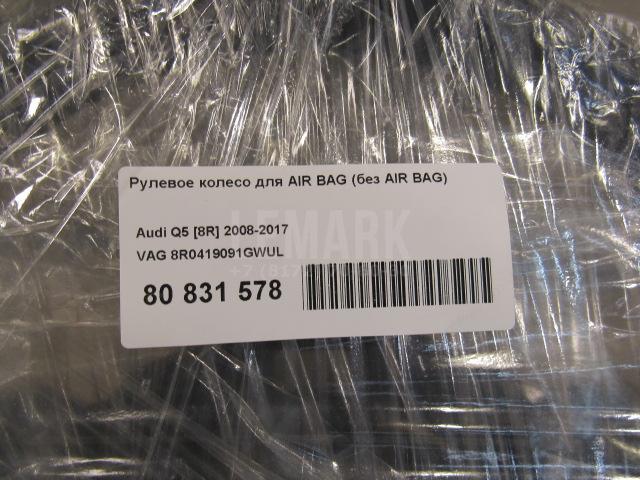 Рулевое колесо для AIR BAG (без AIR BAG)
Audi Q5 [8R] 2008-2017
LEMARK
VAG 8R0419091GWUL
80 831 578